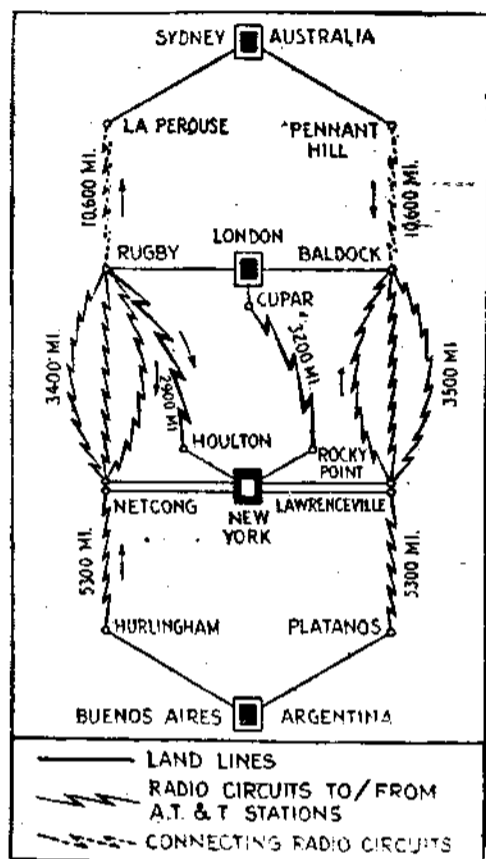 SYDNEY AUSTRALIA
LA PEROUSE
PENNANT HILL
10,600 MI.
10,600 MI.
RUGBY
LONDON
BALDOCK
CUPAR
3400 MI.
2900 MI
3200 MI.
3500 MI
HOULTON
ROCKY POINT
NETCONG
NEW YORK
LAWRENCEVILLE
5300 MI.
5300 MI.
HURLINGHAM
PLATANOS
BUENOS AIRES ARGENTINA
LAND LINES
RADIO CIRCUITS TO/FROM
A.T. & T STATIONS
CONNECTING RADIO CIRCUITS